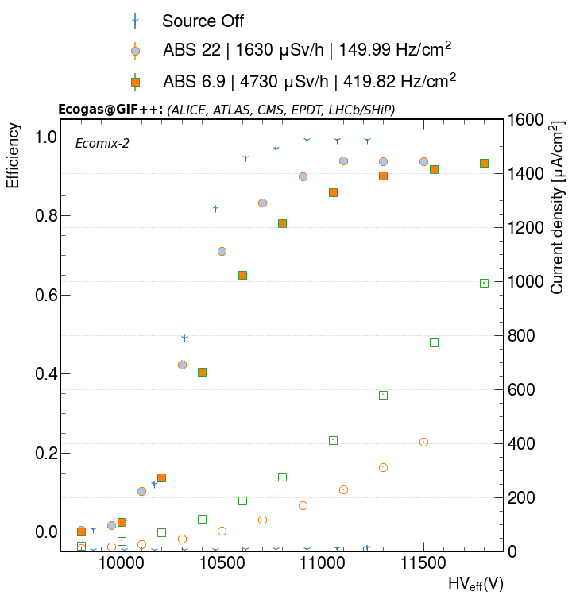 Source Off
ABS 22 | 1630 μSv/h | 149.99 Hz/cm²
ABS 6.9 | 4730 μSv/h | 419.82 Hz/cm²
Ecogas@GIF++: (ALICE, ATLAS, CMS, EPDT, LHCb/SHiP)
Efficiency
Ecomix-2
1.0
0.8
0.6
0.4
0.2
0.0
1600
1400
1200
1000
800
600
400
200
0
Current density [μA/cm²]
10000 10500 11000 11500
HVeff(V)